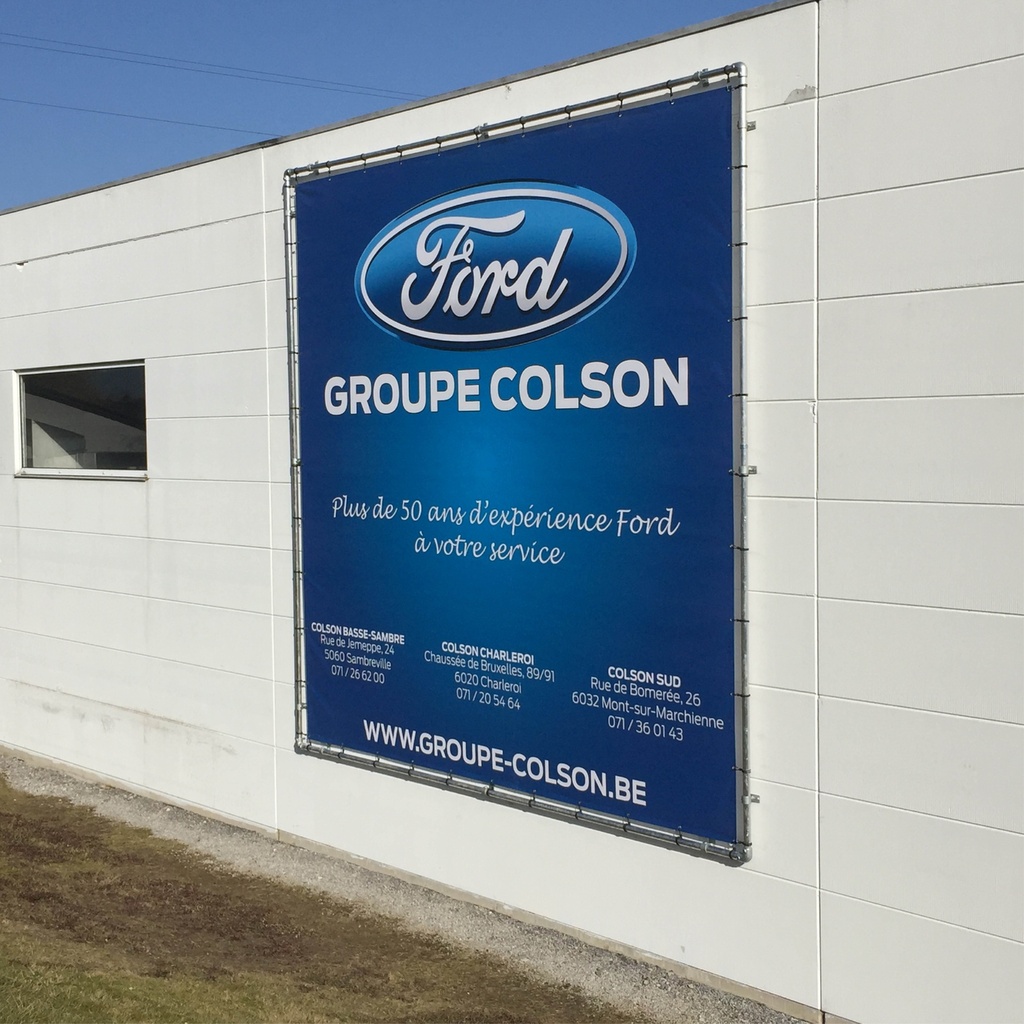 Ford
GROUPE COLSON
Plus de 50 ans d'expérience Ford
à votre service
COLSON BASSE-SAMBRE
Rue de Jemeppe, 24
5060 Sambreville
071 / 26 62 00
COLSON CHARLEROI
Chaussée de Bruxelles, 89/91
6020 Charleroi
071 / 20 54 64
COLSON SUD
Rue de Bomerée, 26
6032 Mont-sur-Marchienne
071 / 36 01 43
WWW.GROUPE-COLSON.BE